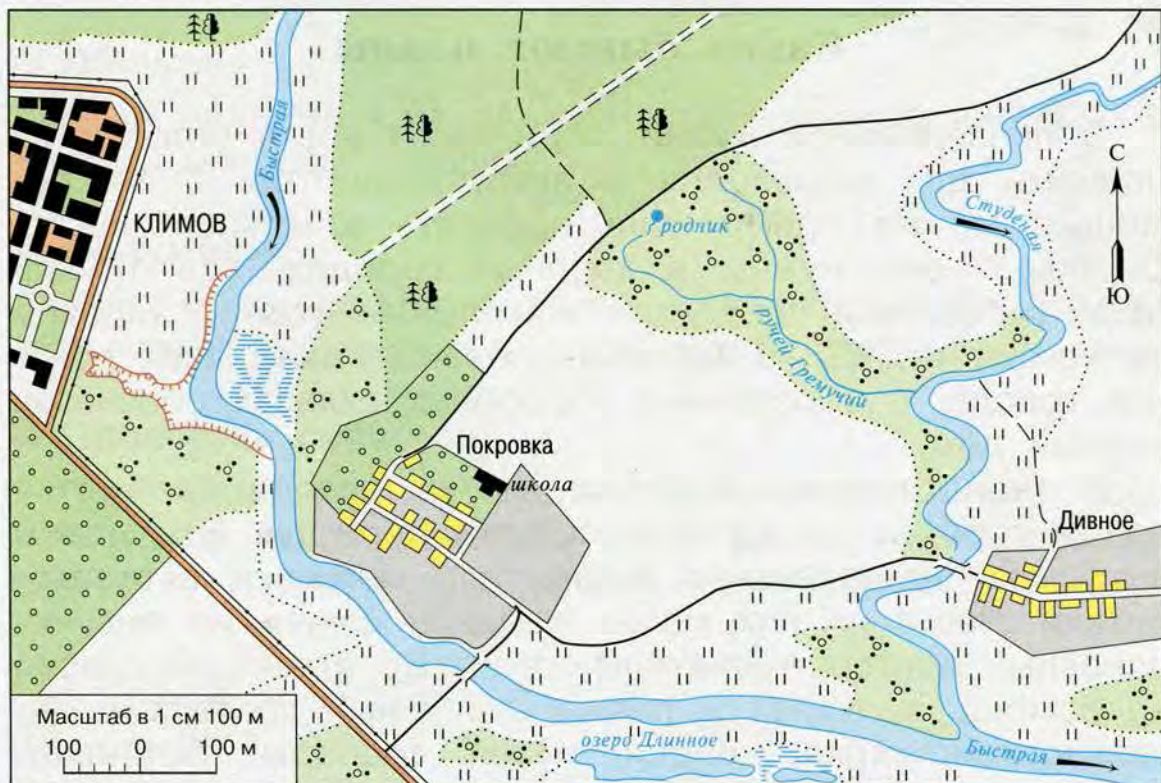 Быстрая
КЛИМОВ
С
Ю
Студеная
родник
ручей Гремучий
Покровка
школа
Дивное
Масштаб в 1 см 100 м
100 0 100 м
озеро Длинное
Быстрая